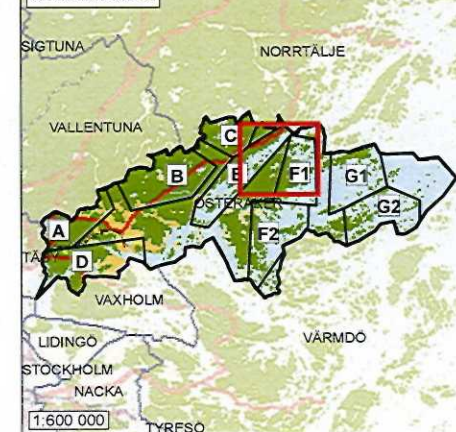 SIGTUNA
NORRTÄLJE
VALLENTUNA
C
B
E
F1
G1
ÖSTERÅKER
G2
A
F2
TÄBY
D
VAXHOLM
LIDINGÖ
VÄRMDÖ
STOCKHOLM
NACKA
1:600 000
TYRESÖ